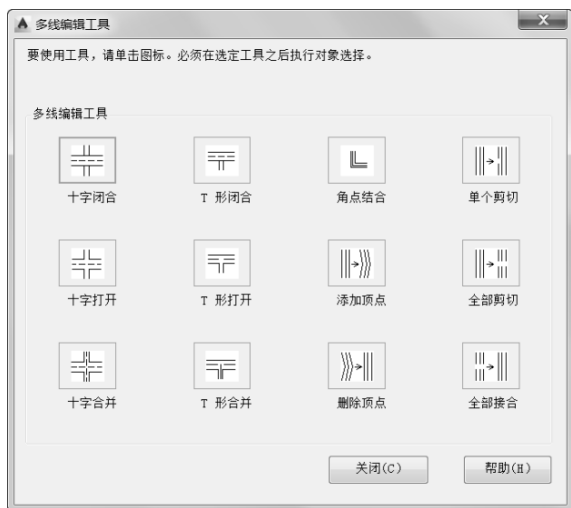 多线编辑工具
要使用工具，请单击图标。必须在选定工具之后执行对象选择。
多线编辑工具
十字闭合 T 形闭合 角点结合 单个剪切
十字打开 T 形打开 添加顶点 全部剪切
十字合并 T 形合并 删除顶点 全部接合
关闭(C) 帮助(H)